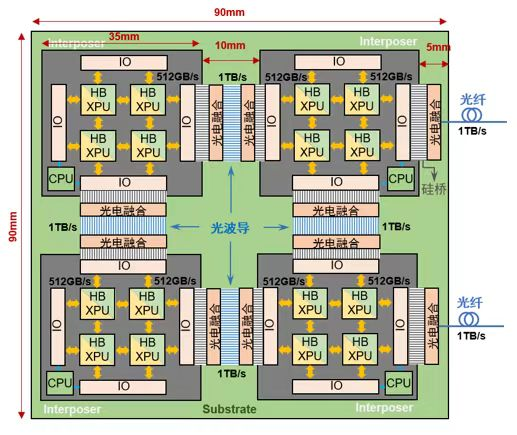 90mm
35mm
10mm
5mm
90mm
Interposer
Interposer
IO
IO
512GB/s
1TB/s
512GB/s
512GB/s
IO
HB
XPU
HB
XPU
IO
光电融合
光电融合
IO
HB
XPU
HB
XPU
IO
光电融合
光纤
1TB/s
HB
XPU
HB
XPU
HB
XPU
HB
XPU
CPU
IO
IO
CPU
硅桥
光电融合
光电融合
1TB/s
光波导
1TB/s
光电融合
光电融合
IO
IO
512GB/s
512GB/s
512GB/s
IO
HB
XPU
HB
XPU
IO
光电融合
光电融合
IO
HB
XPU
HB
XPU
IO
光电融合
光纤
1TB/s
HB
XPU
HB
XPU
HB
XPU
HB
XPU
1TB/s
CPU
IO
IO
CPU
Interposer
Substrate
Interposer